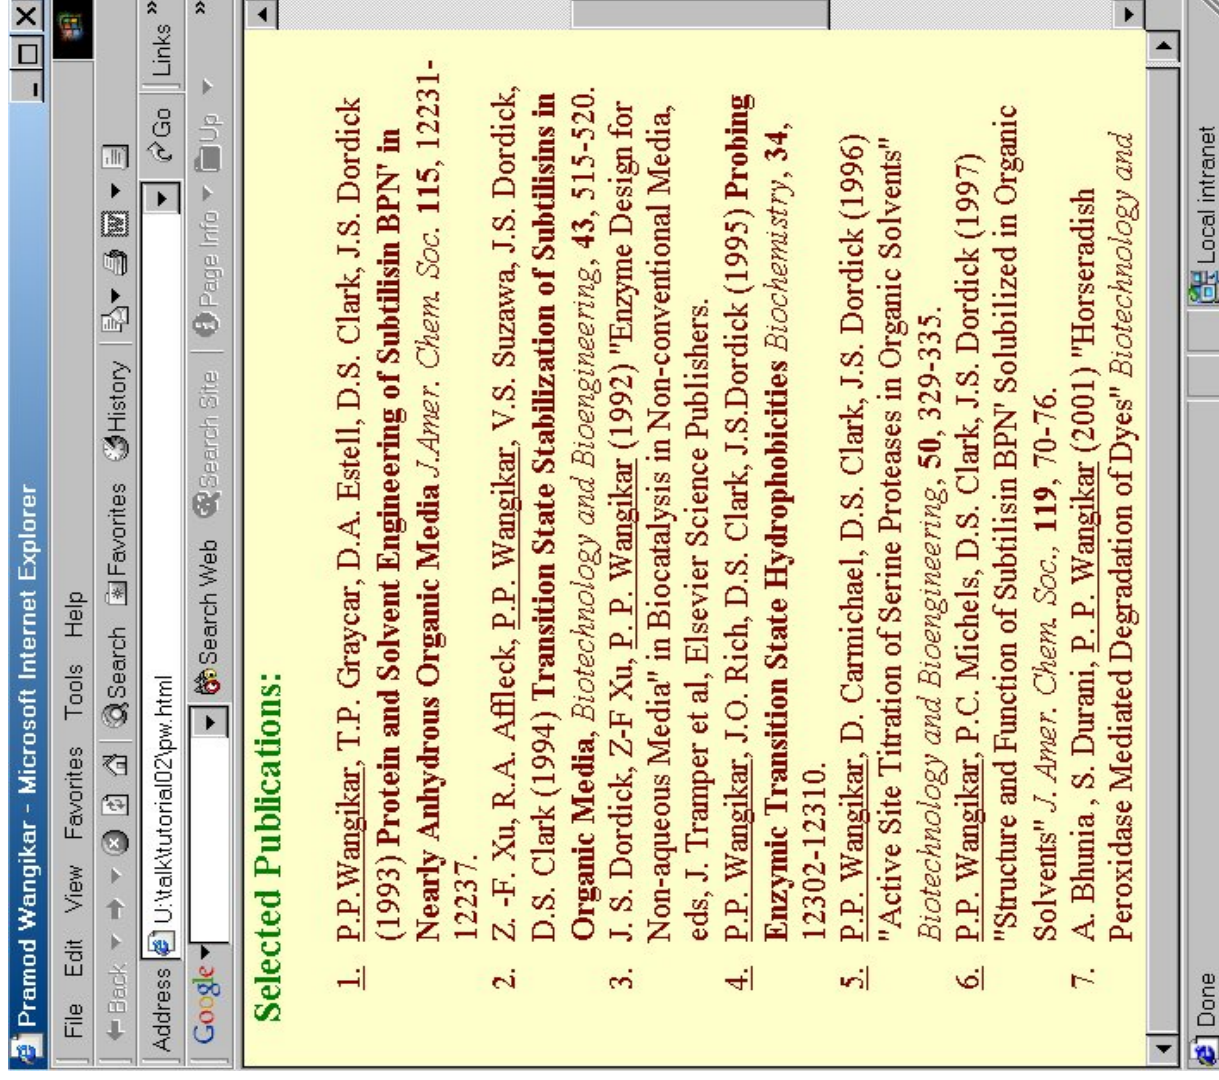 Pramod Wangikar - Microsoft Internet Explorer
File Edit View Favorites Tools Help
Back Search Favorites History
Address U:\talk\tutorial02\pw.html Go Links »
Google Search Web Search Site Page Info Up »
Selected Publications:
1. P.P.Wangikar, T.P. Graycar, D.A. Estell, D.S. Clark, J.S. Dordick
(1993) Protein and Solvent Engineering of Subtilisin BPN' in
Nearly Anhydrous Organic Media J.Amer. Chem. Soc. 115, 12231-
12237.
2. Z. -F. Xu, R.A. Affleck, P.P. Wangikar, V.S. Suzawa, J.S. Dordick,
D.S. Clark (1994) Transition State Stabilization of Subtilisins in
Organic Media, Biotechnology and Bioengineering, 43, 515-520.
3. J. S. Dordick, Z-F Xu, P. P. Wangikar (1992) "Enzyme Design for
Non-aqueous Media" in Biocatalysis in Non-conventional Media,
eds, J. Tramper et al, Elsevier Science Publishers.
4. P.P. Wangikar, J.O. Rich, D.S. Clark, J.S.Dordick (1995) Probing
Enzymic Transition State Hydrophobicities Biochemistry, 34,
12302-12310.
5. P.P. Wangikar, D. Carmichael, D.S. Clark, J.S. Dordick (1996)
"Active Site Titration of Serine Proteases in Organic Solvents"
Biotechnology and Bioengineering, 50, 329-335.
6. P.P. Wangikar, P.C. Michels, D.S. Clark, J.S. Dordick (1997)
"Structure and Function of Subtilisin BPN' Solubilized in Organic
Solvents" J. Amer. Chem. Soc., 119, 70-76.
7. A. Bhunia, S. Durani, P. P. Wangikar (2001) "Horseradish
Peroxidase Mediated Degradation of Dyes" Biotechnology and
Done Local intranet